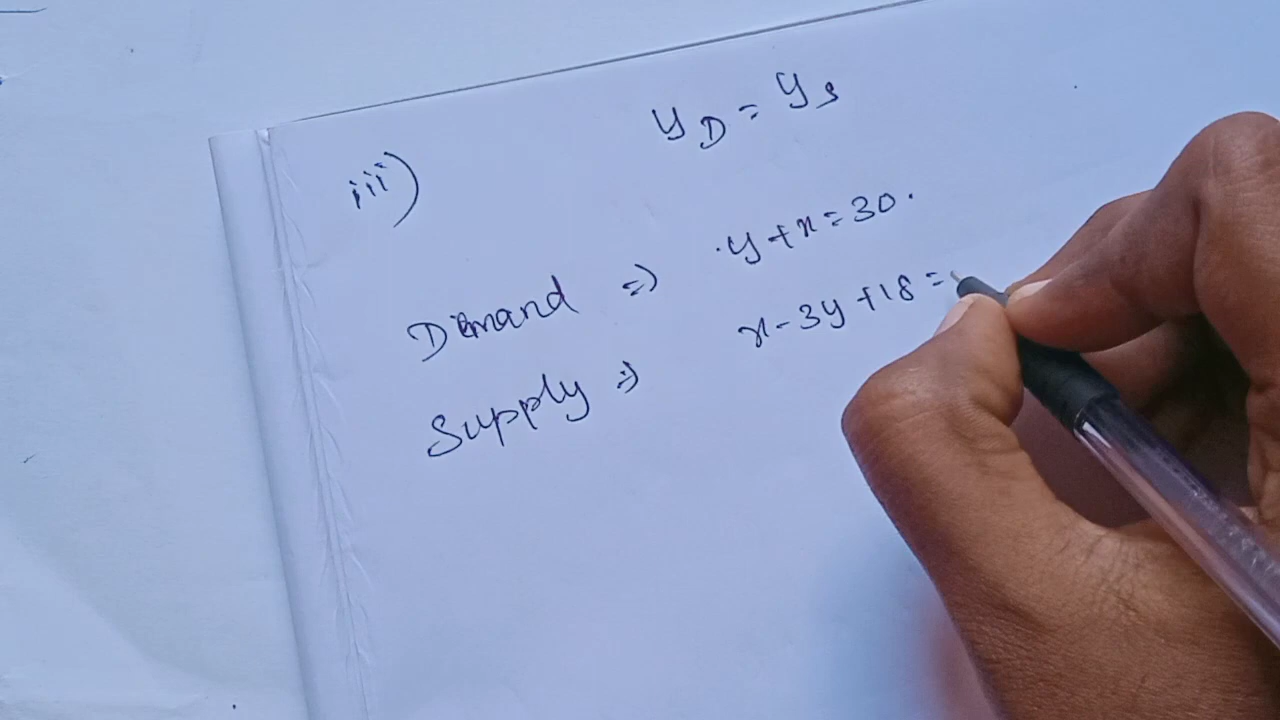 iii) y_D = y_s
Demand => y + x = 30.
Supply => x - 3y + 18 =